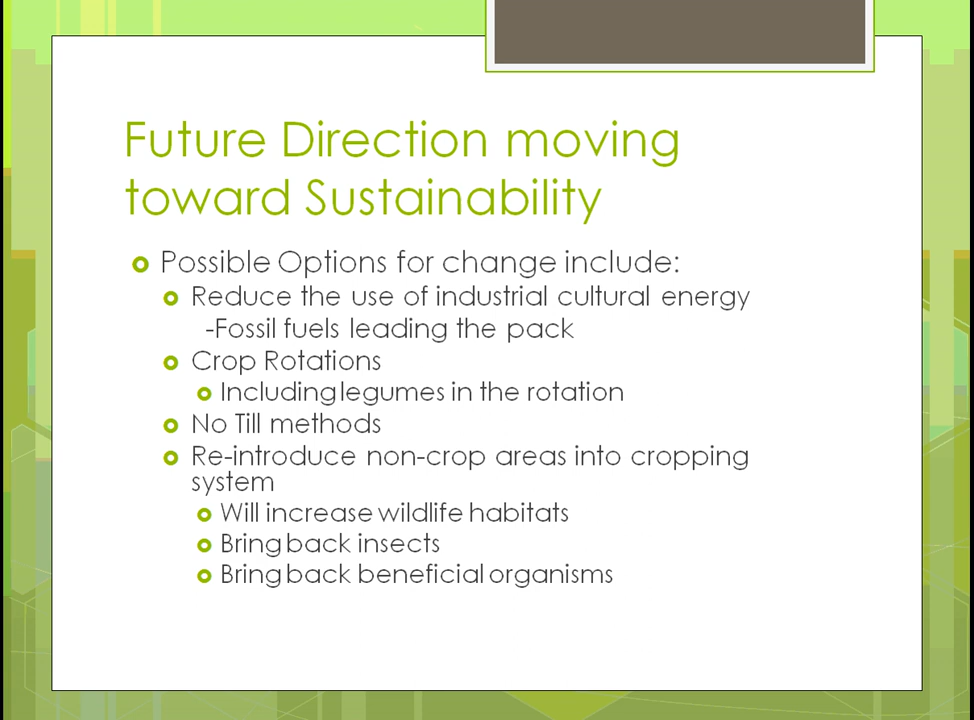 Future Direction moving
toward Sustainability
Possible Options for change include:
Reduce the use of industrial cultural energy
-Fossil fuels leading the pack
Crop Rotations
Including legumes in the rotation
No Till methods
Re-introduce non-crop areas into cropping
system
Will increase wildlife habitats
Bring back insects
Bring back beneficial organisms